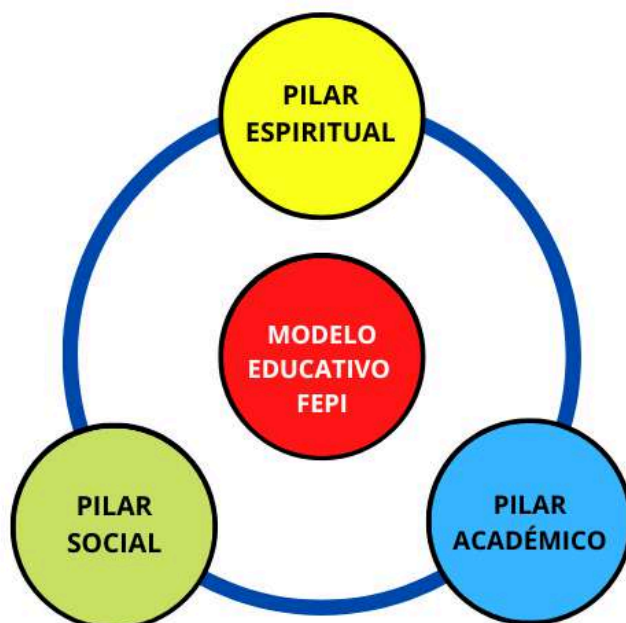 PILAR
ESPIRITUAL
MODELO
EDUCATIVO
FEPI
PILAR
SOCIAL
PILAR
ACADÉMICO